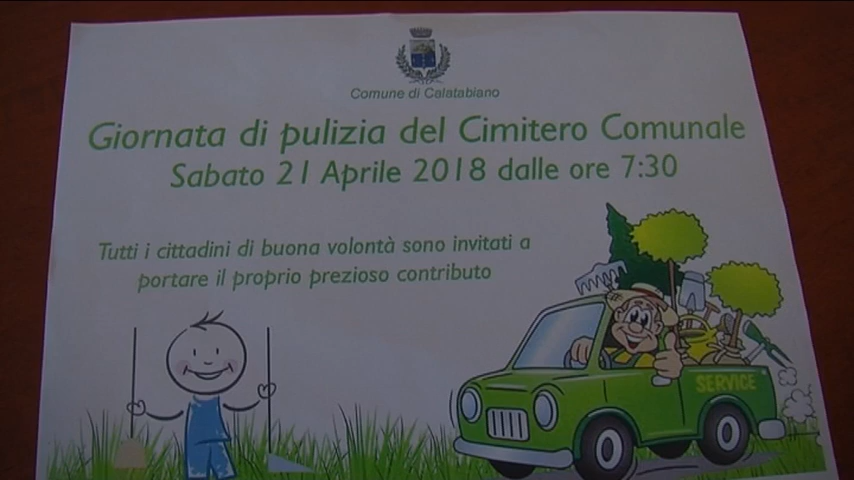 Comune di Calatabiano
Giornata di pulizia del Cimitero Comunale
Sabato 21 Aprile 2018 dalle ore 7:30
Tutti i cittadini di buona volontà sono invitati a
portare il proprio prezioso contributo
SERVICE